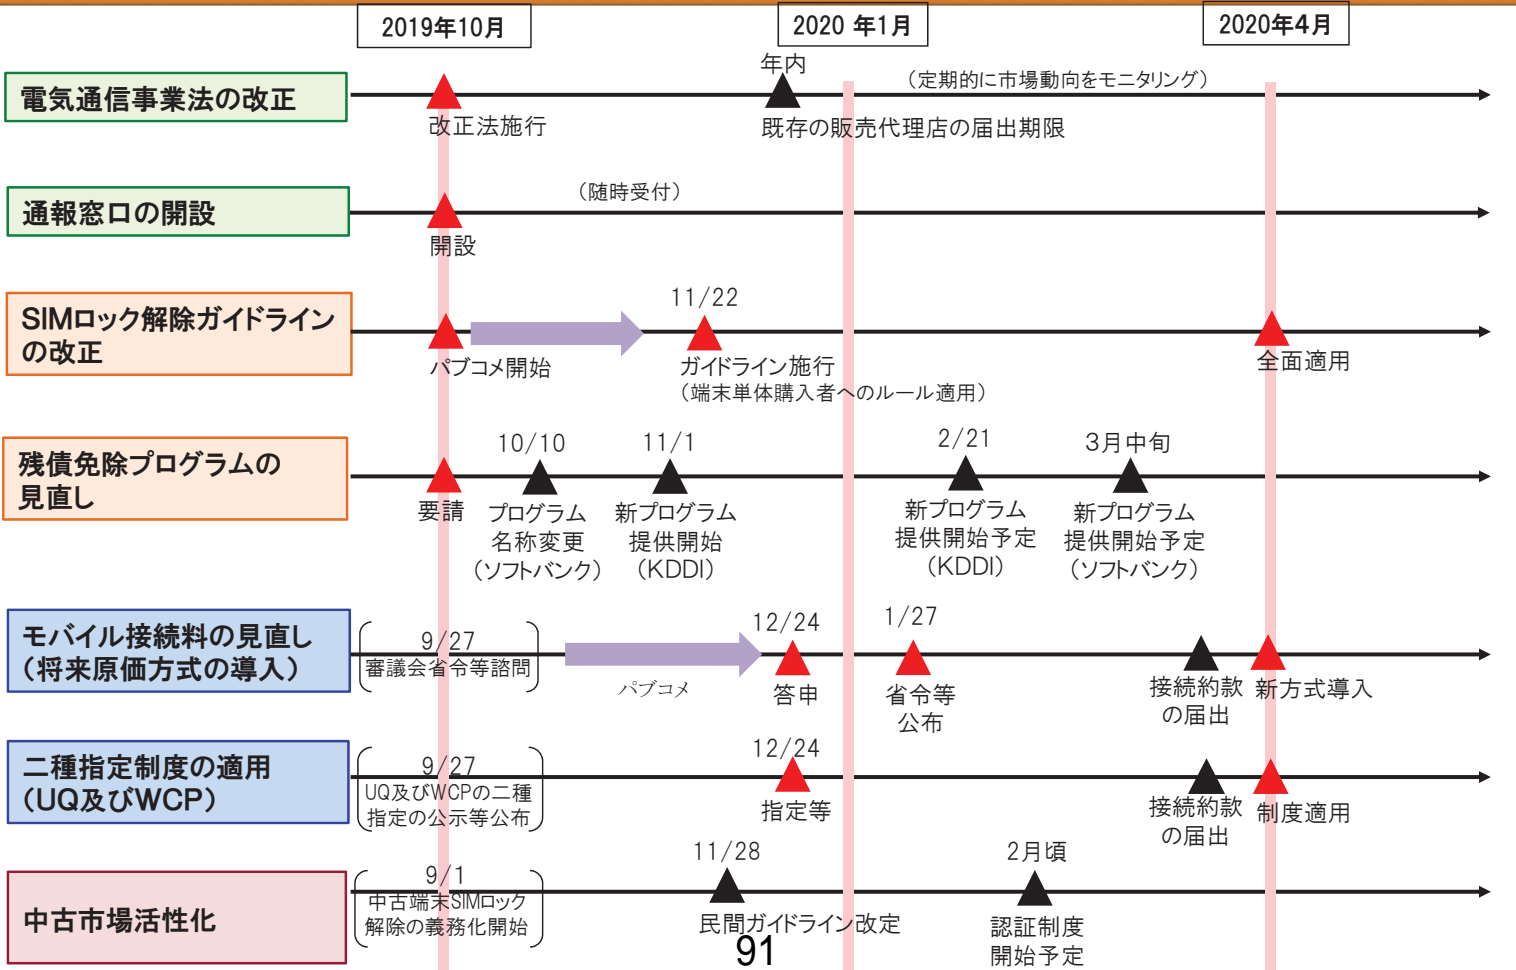 2019年10月
2020 年1月
2020年4月
電気通信事業法の改正
改正法施行
年内
既存の販売代理店の届出期限
（定期的に市場動向をモニタリング）
通報窓口の開設
開設
（随時受付）
SIMロック解除ガイドライン
の改正
パブコメ開始
11/22
ガイドライン施行
（端末単体購入者へのルール適用）
全面適用
残債免除プログラムの
見直し
要請
10/10
プログラム
名称変更
（ソフトバンク）
11/1
新プログラム
提供開始
（KDDI）
2/21
新プログラム
提供開始予定
（KDDI）
3月中旬
新プログラム
提供開始予定
（ソフトバンク）
モバイル接続料の見直し
（将来原価方式の導入）
9/27
審議会省令等諮問
パブコメ
12/24
答申
1/27
省令等
公布
接続約款
の届出
新方式導入
二種指定制度の適用
（UQ及びWCP）
9/27
UQ及びWCPの二種
指定の公示等公布
12/24
指定等
接続約款
の届出
制度適用
中古市場活性化
9/1
中古端末SIMロック
解除の義務化開始
11/28
民間ガイドライン改定
2月頃
認証制度
開始予定
91